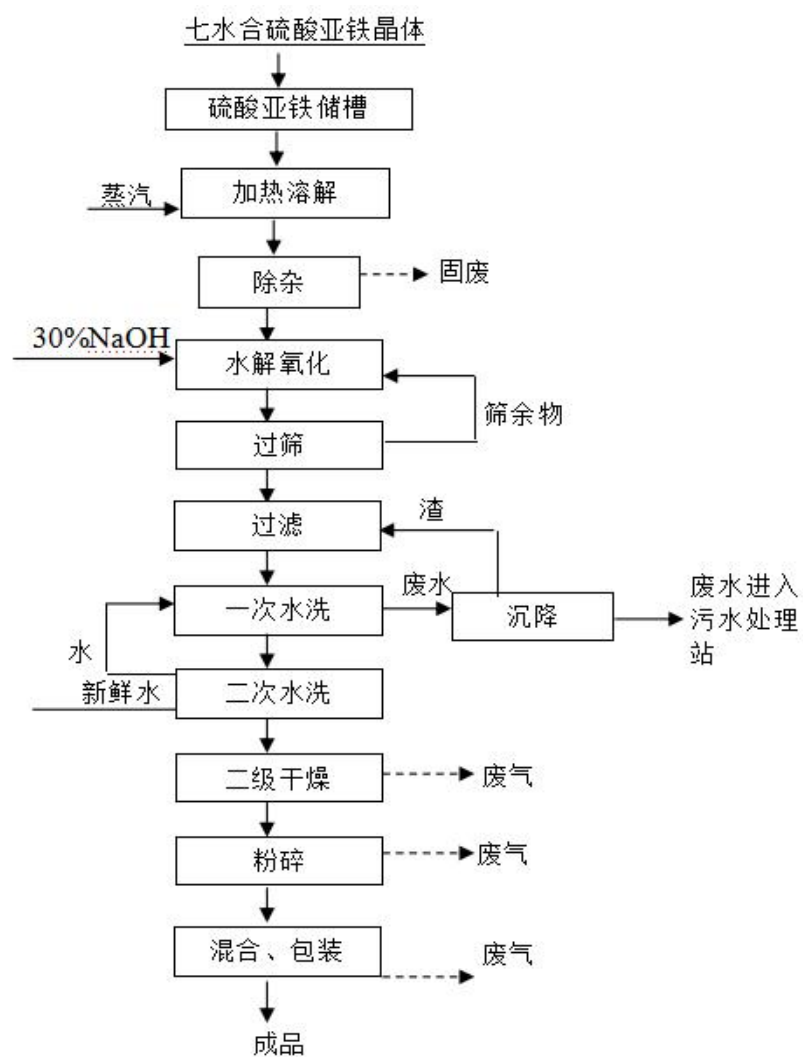 七水合硫酸亚铁晶体
硫酸亚铁储槽
蒸汽
加热溶解
除杂
固废
30%NaOH
水解氧化
筛余物
过筛
渣
过滤
废水
一次水洗
沉降
废水进入
污水处理
站
水
新鲜水
二次水洗
二级干燥
废气
粉碎
废气
混合、包装
废气
成品